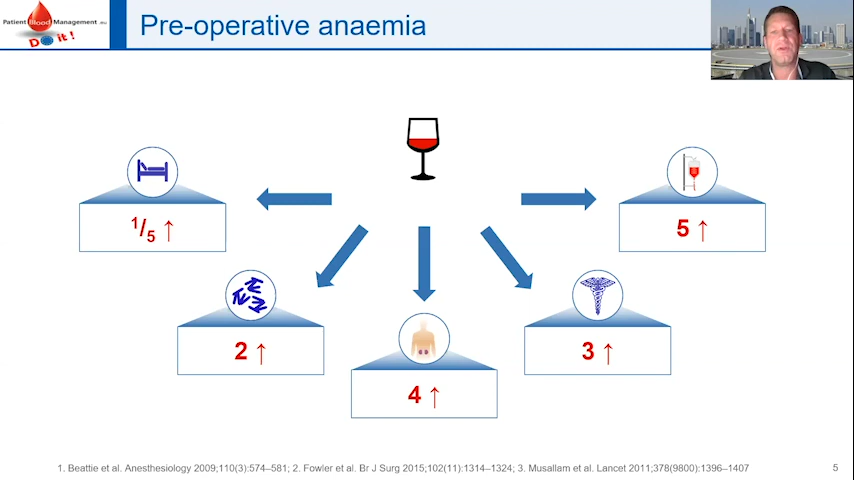 Patient Blood Management.eu
Do it!
Pre-operative anaemia
1/5 ↑
5 ↑
2 ↑
3 ↑
4 ↑
1. Beattie et al. Anesthesiology 2009;110(3):574–581; 2. Fowler et al. Br J Surg 2015;102(11):1314–1324; 3. Musallam et al. Lancet 2011;378(9800):1396–1407
5